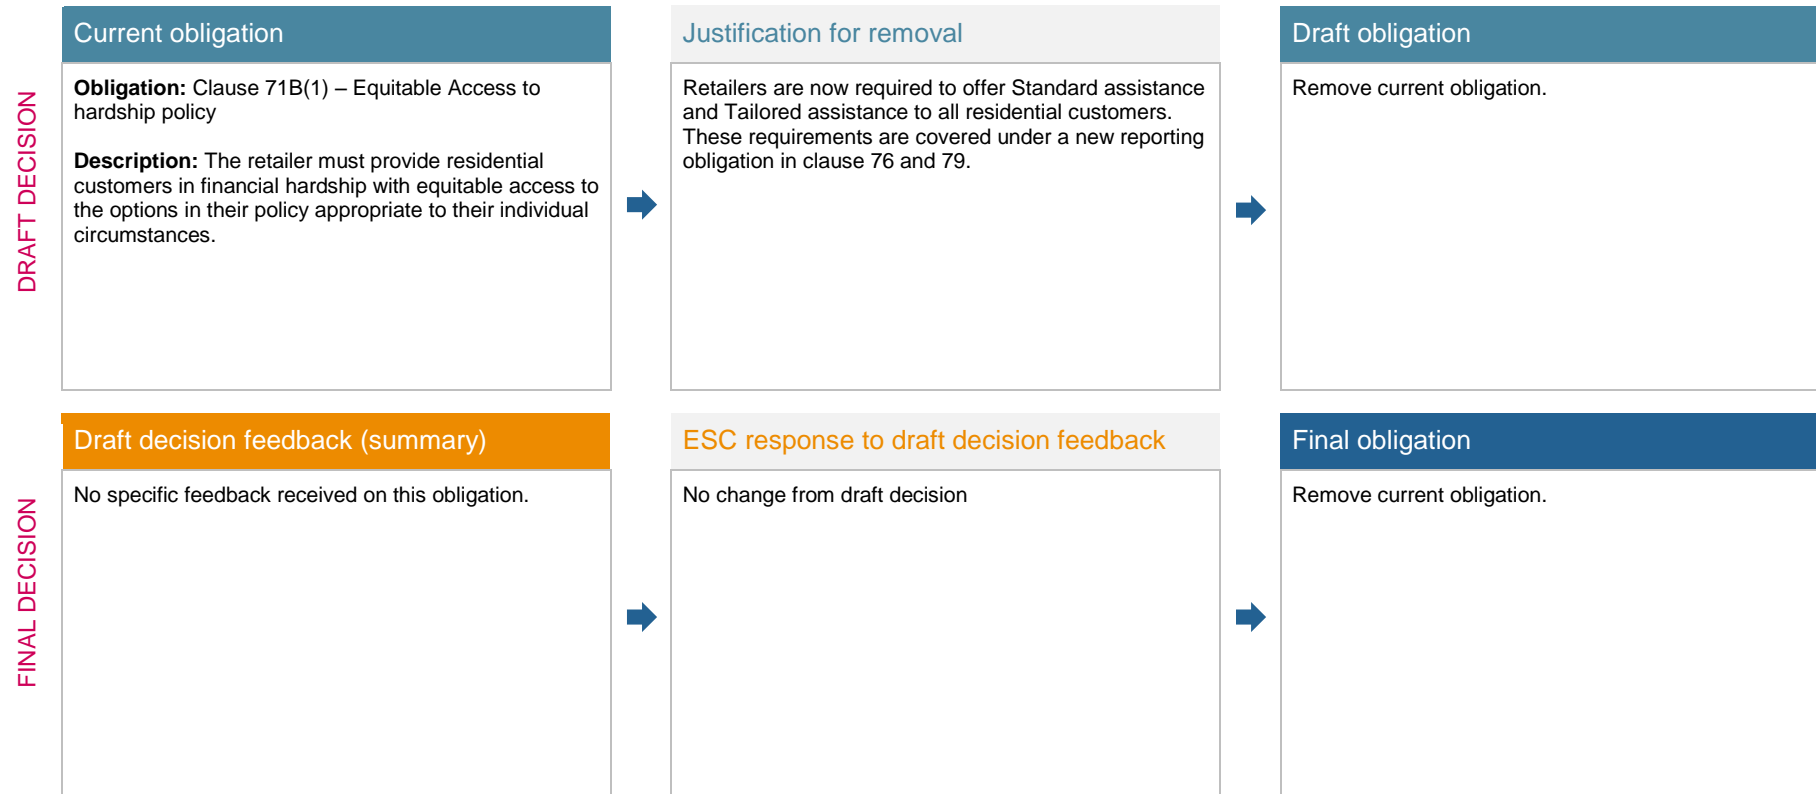 DRAFT DECISION
Current obligation
Obligation: Clause 71B(1) – Equitable Access to
hardship policy
Description: The retailer must provide residential
customers in financial hardship with equitable access to
the options in their policy appropriate to their individual
circumstances.
Justification for removal
Retailers are now required to offer Standard assistance
and Tailored assistance to all residential customers.
These requirements are covered under a new reporting
obligation in clause 76 and 79.
Draft obligation
Remove current obligation.
FINAL DECISION
Draft decision feedback (summary)
No specific feedback received on this obligation.
ESC response to draft decision feedback
No change from draft decision
Final obligation
Remove current obligation.